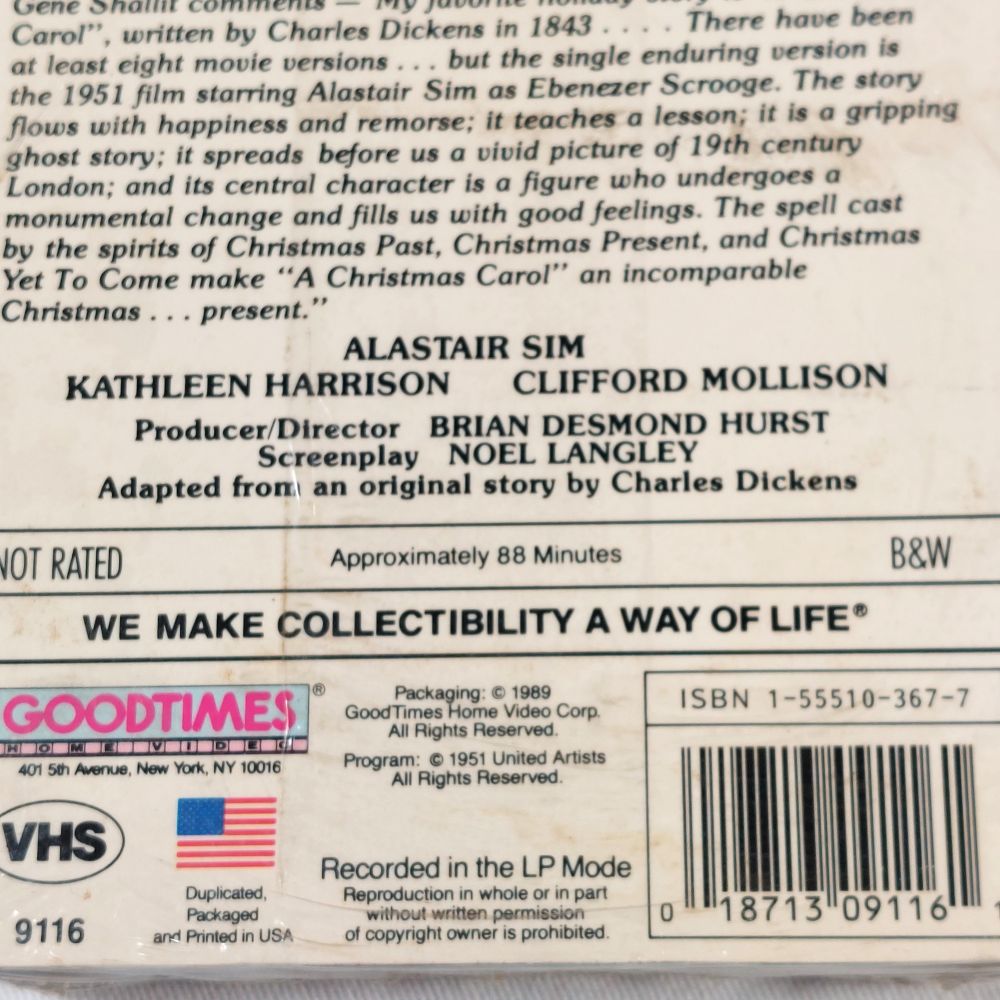 Gene Shalit comments — "My favorite holiday story is
Carol", written by Charles Dickens in 1843 . . . . There have been
at least eight movie versions . . . but the single enduring version is
the 1951 film starring Alastair Sim as Ebenezer Scrooge. The story
flows with happiness and remorse; it teaches a lesson; it is a gripping
ghost story; it spreads before us a vivid picture of 19th century
London; and its central character is a figure who undergoes a
monumental change and fills us with good feelings. The spell cast
by the spirits of Christmas Past, Christmas Present, and Christmas
Yet To Come make "A Christmas Carol" an incomparable
Christmas . . . present."
ALASTAIR SIM
KATHLEEN HARRISON CLIFFORD MOLLISON
Producer/Director BRIAN DESMOND HURST
Screenplay NOEL LANGLEY
Adapted from an original story by Charles Dickens
NOT RATED Approximately 88 Minutes B&W
WE MAKE COLLECTIBILITY A WAY OF LIFE®
GOODTIMES®
HOME VIDEO
401 5th Avenue, New York, NY 10016
VHS
9116
Duplicated,
Packaged
and Printed in USA
Packaging: © 1989
GoodTimes Home Video Corp.
All Rights Reserved.
Program: © 1951 United Artists
All Rights Reserved.
Recorded in the LP Mode
Reproduction in whole or in part
without written permission
of copyright owner is prohibited.
ISBN 1-55510-367-7
0 18713 09116 1